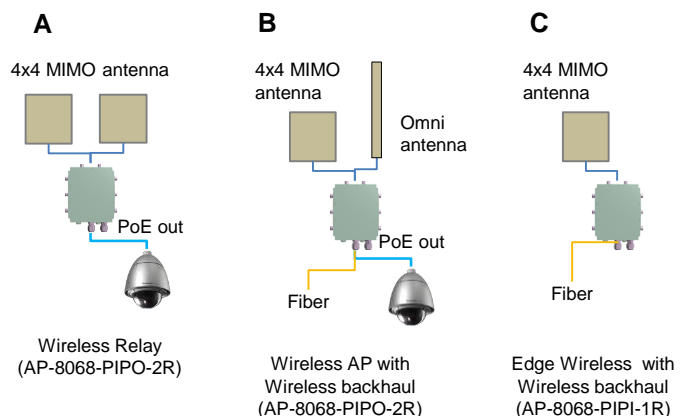 A
4x4 MIMO antenna
PoE out
Wireless Relay
(AP-8068-PIPO-2R)
B
4x4 MIMO
antenna
Omni
antenna
PoE out
Fiber
Wireless AP with
Wireless backhaul
(AP-8068-PIPO-2R)
C
4x4 MIMO
antenna
Fiber
Edge Wireless with
Wireless backhaul
(AP-8068-PIPI-1R)